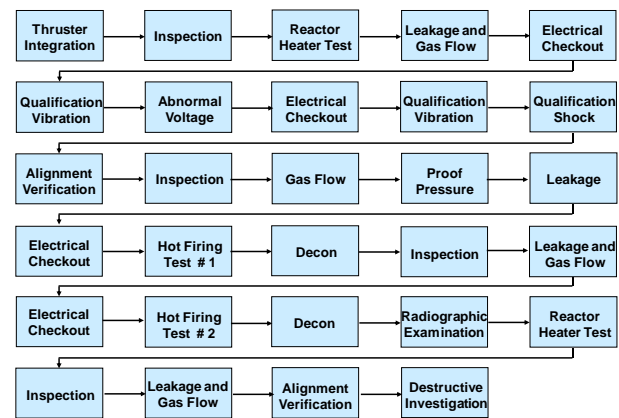 Thruster
Integration
Inspection
Reactor
Heater Test
Leakage and
Gas Flow
Electrical
Checkout
Qualification
Vibration
Abnormal
Voltage
Electrical
Checkout
Qualification
Vibration
Qualification
Shock
Alignment
Verification
Inspection
Gas Flow
Proof
Pressure
Leakage
Electrical
Checkout
Hot Firing
Test # 1
Decon
Inspection
Leakage and
Gas Flow
Electrical
Checkout
Hot Firing
Test # 2
Decon
Radiographic
Examination
Reactor
Heater Test
Inspection
Leakage and
Gas Flow
Alignment
Verification
Destructive
Investigation